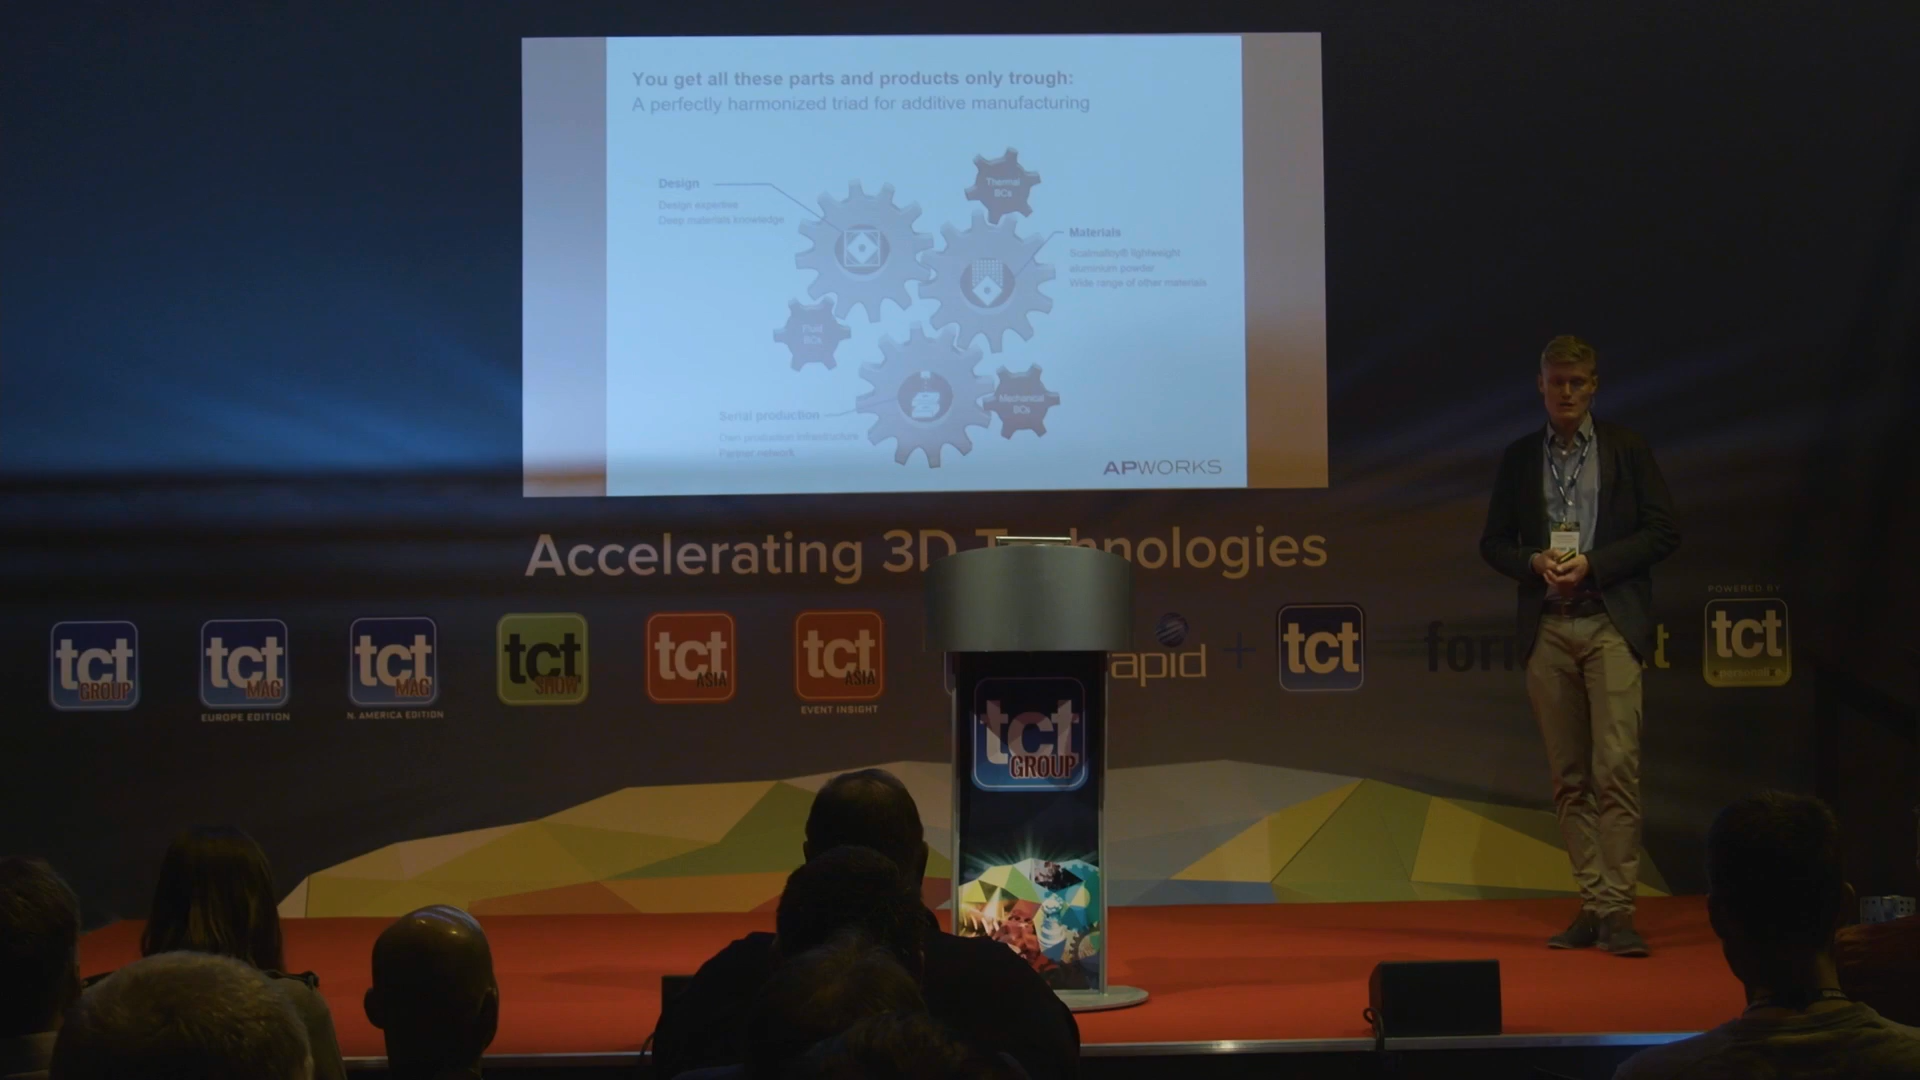 You get all these parts and products only trough:
A perfectly harmonized triad for additive manufacturing
Design
Design expertise
Deep materials knowledge
Thermal
BCs
Materials
Scalmalloy® lightweight
aluminium powder
Wide range of other materials
Fluid
BCs
Mechanical
BCs
Serial production
Own production infrastructure
Partner network
APWORKS
Accelerating 3D
nologies
tct
GROUP
tct
MAG
EUROPE EDITION
tct
MAG
N. AMERICA EDITION
tct
SHOW
tct
ASIA
tct
ASIA
EVENT INSIGHT
apid
+
tct
form
t
POWERED BY
tct
tct
GROUP